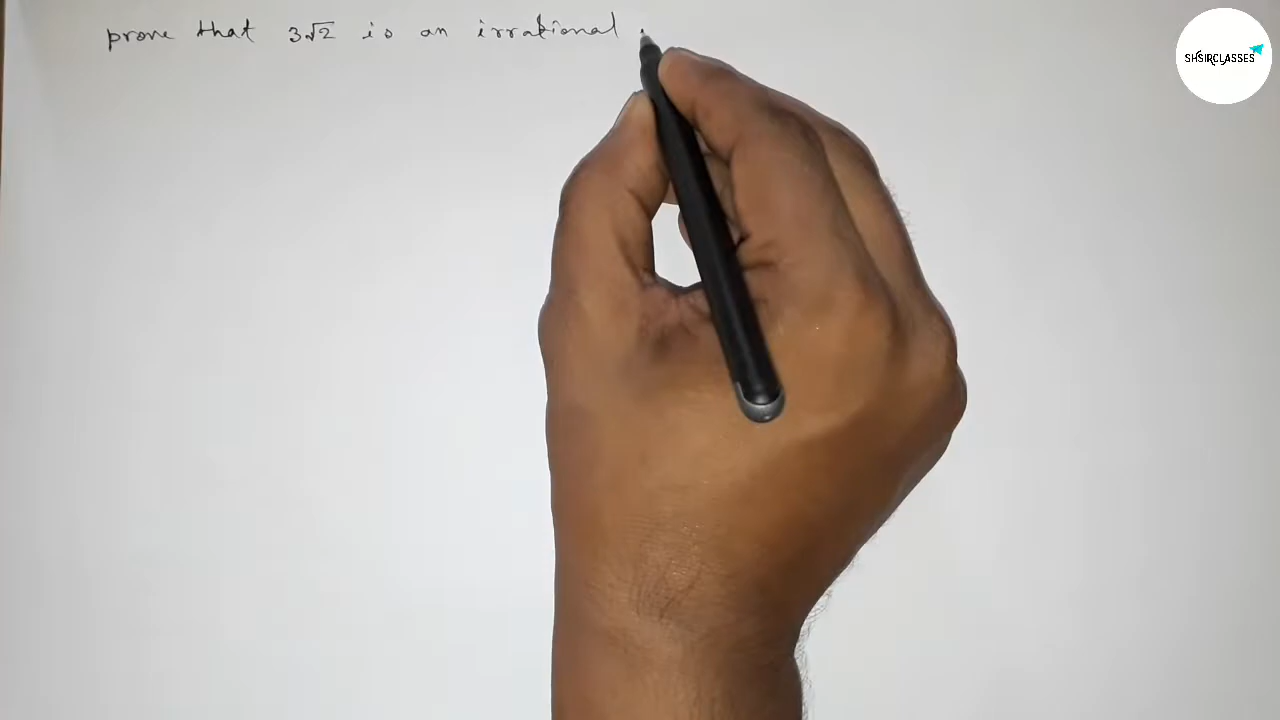 prove that 3√2 is an irrational
SHSIRCLASSES